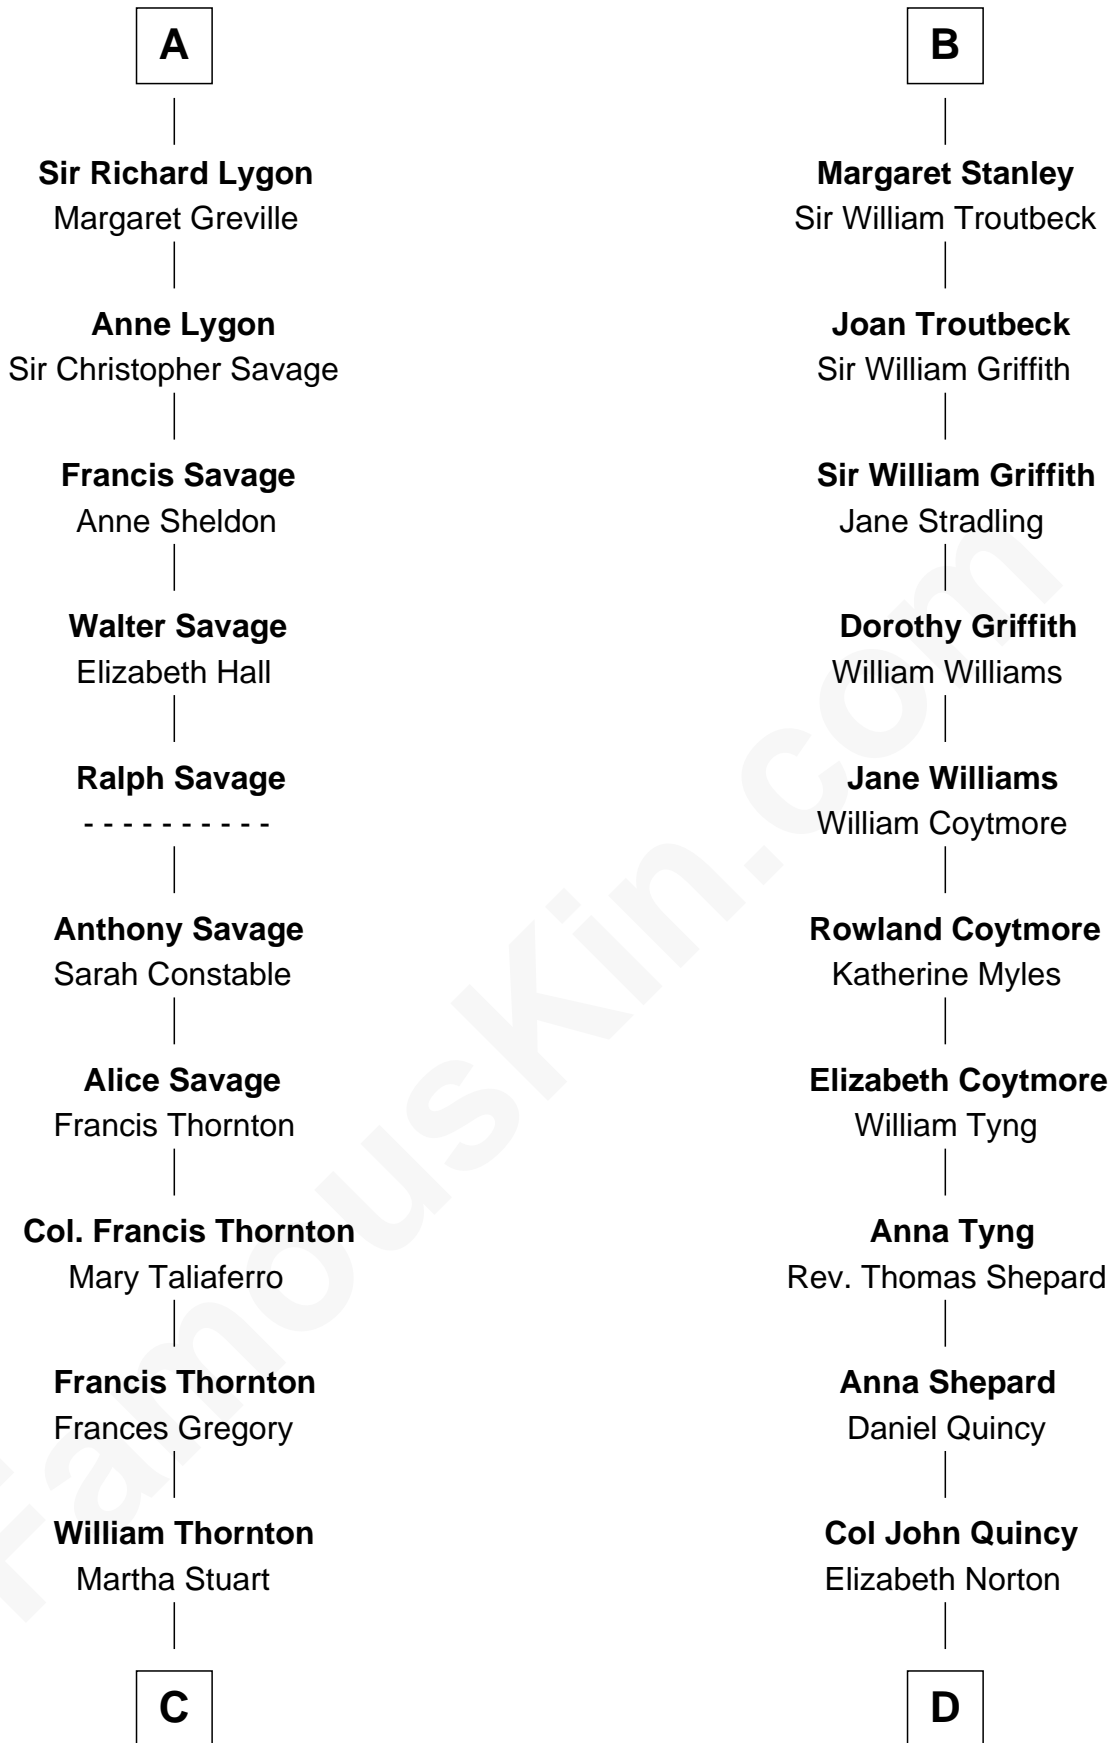 A
Sir Richard Lygon
Margaret Greville
Anne Lygon
Sir Christopher Savage
Francis Savage
Anne Sheldon
Walter Savage
Elizabeth Hall
Ralph Savage
- - - - - - - - - -
Anthony Savage
Sarah Constable
Alice Savage
Francis Thornton
Col. Francis Thornton
Mary Taliaferro
Francis Thornton
Frances Gregory
William Thornton
Martha Stuart
C
B
Margaret Stanley
Sir William Troutbeck
Joan Troutbeck
Sir William Griffith
Sir William Griffith
Jane Stradling
Dorothy Griffith
William Williams
Jane Williams
William Coytmore
Rowland Coytmore
Katherine Myles
Elizabeth Coytmore
William Tyng
Anna Tyng
Rev. Thomas Shepard
Anna Shepard
Daniel Quincy
Col John Quincy
Elizabeth Norton
D
FamousKin.com